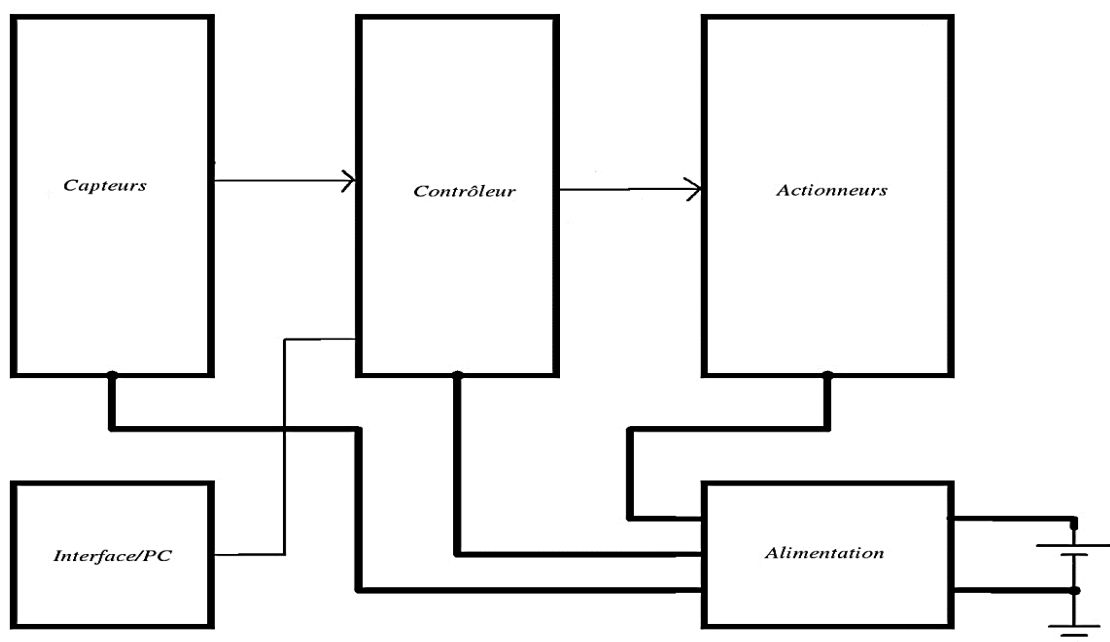 Capteurs
Contrôleur
Actionneurs
Interface/PC
Alimentation